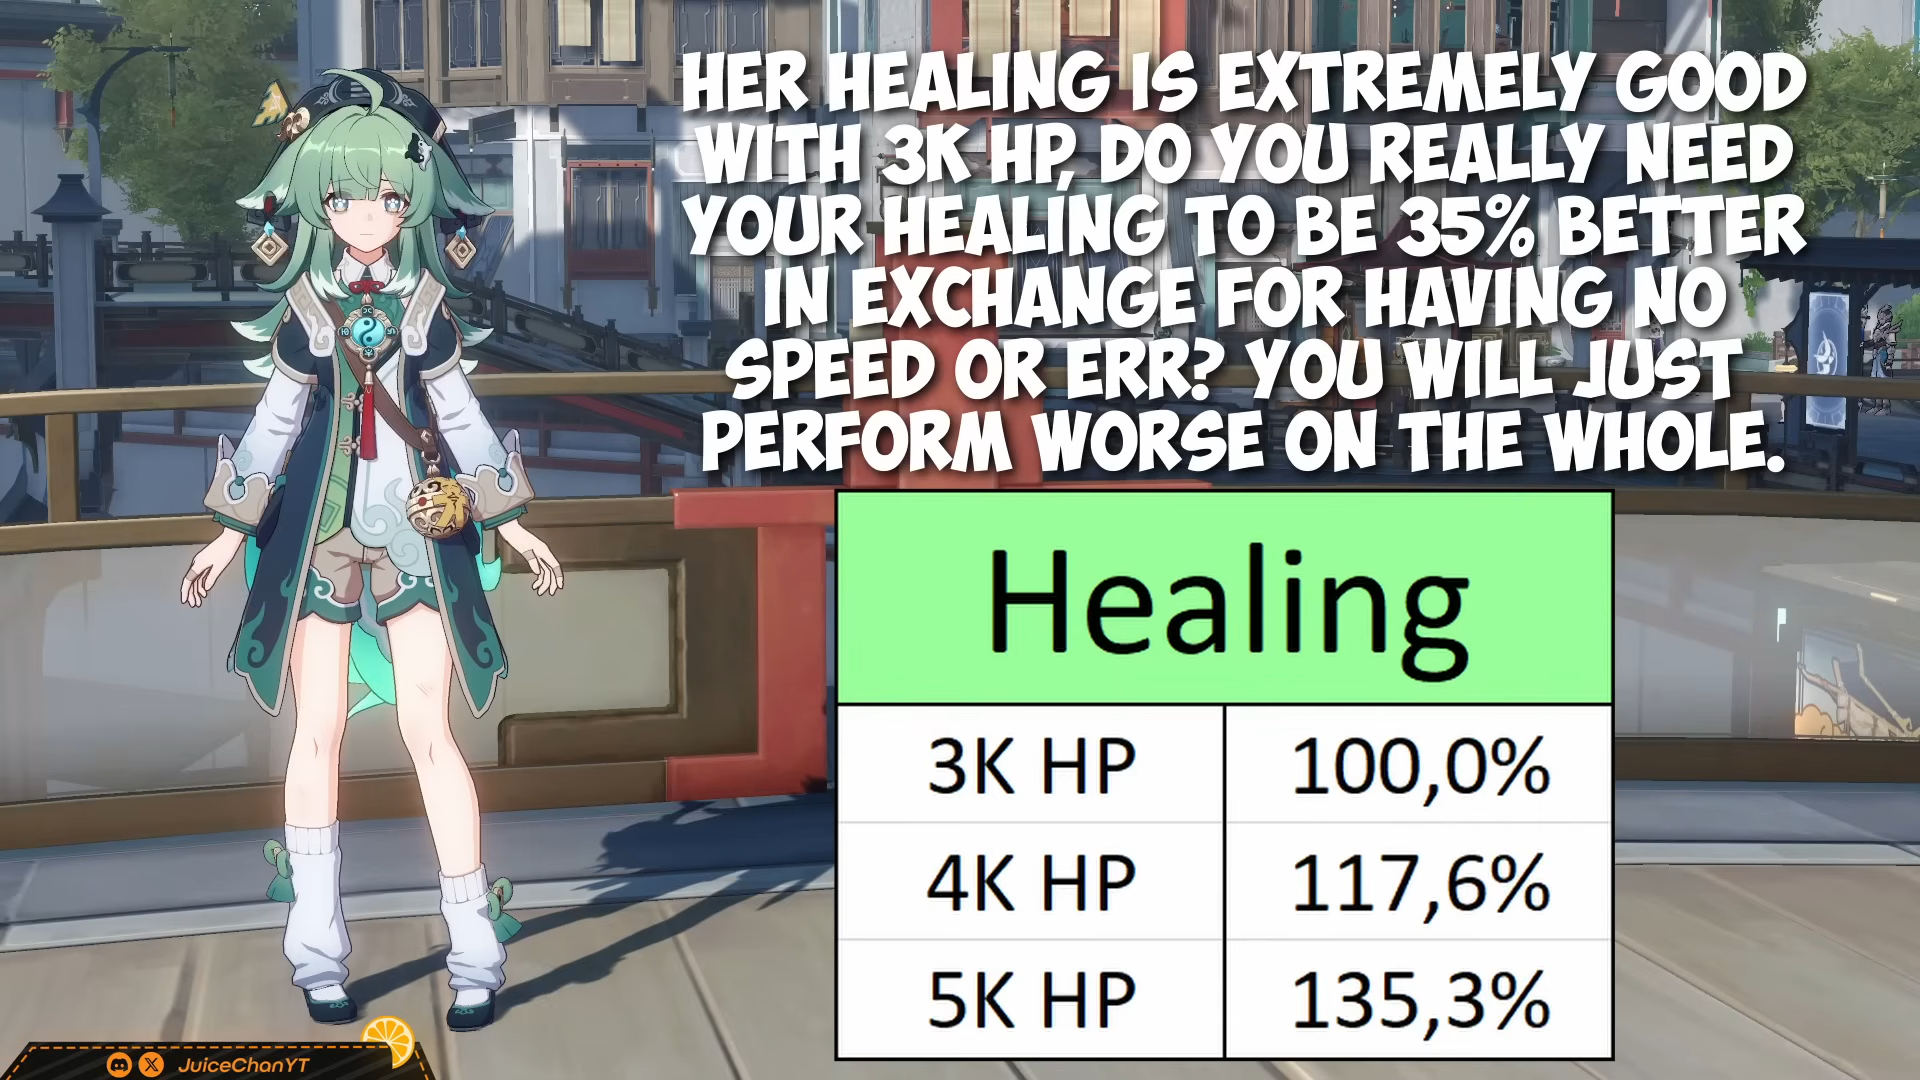 HER HEALING IS EXTREMELY GOOD
WITH 3K HP, DO YOU REALLY NEED
YOUR HEALING TO BE 35% BETTER
IN EXCHANGE FOR HAVING NO
SPEED OR ERR? YOU WILL JUST
PERFORM WORSE ON THE WHOLE.
Healing
3K HP 100,0%
4K HP 117,6%
5K HP 135,3%
JuiceChanYT